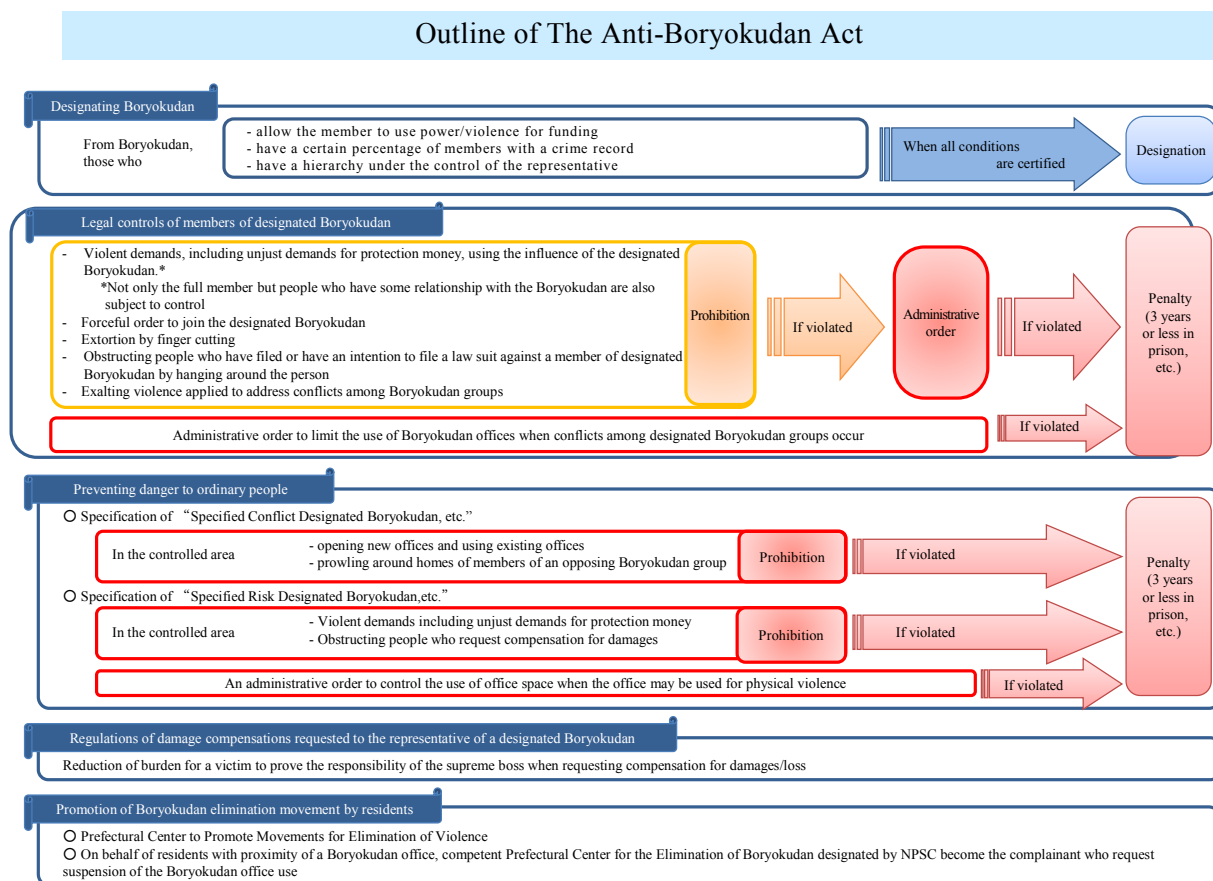 Outline of The Anti-Boryokudan Act
Designating Boryokudan
From Boryokudan,
those who
- allow the member to use power/violence for funding
- have a certain percentage of members with a crime record
- have a hierarchy under the control of the representative
When all conditions
are certified
Designation
Legal controls of members of designated Boryokudan
- Violent demands, including unjust demands for protection money, using the influence of the designated
Boryokudan.*
*Not only the full member but people who have some relationship with the Boryokudan are also
subject to control
- Forceful order to join the designated Boryokudan
- Extortion by finger cutting
- Obstructing people who have filed or have an intention to file a law suit against a member of designated
Boryokudan by hanging around the person
- Exalting violence applied to address conflicts among Boryokudan groups
Prohibition
If violated
Administrative
order
If violated
Penalty
(3 years
or less in
prison,
etc.)
Administrative order to limit the use of Boryokudan offices when conflicts among designated Boryokudan groups occur
If violated
Preventing danger to ordinary people
○ Specification of “Specified Conflict Designated Boryokudan, etc.”
In the controlled area
- opening new offices and using existing offices
- prowling around homes of members of an opposing Boryokudan group
Prohibition
If violated
○ Specification of “Specified Risk Designated Boryokudan,etc.”
In the controlled area
- Violent demands including unjust demands for protection money
- Obstructing people who request compensation for damages
Prohibition
If violated
An administrative order to control the use of office space when the office may be used for physical violence
If violated
Penalty
(3 years
or less in
prison,
etc.)
Regulations of damage compensations requested to the representative of a designated Boryokudan
Reduction of burden for a victim to prove the responsibility of the supreme boss when requesting compensation for damages/loss
Promotion of Boryokudan elimination movement by residents
○ Prefectural Center to Promote Movements for Elimination of Violence
○ On behalf of residents with proximity of a Boryokudan office, competent Prefectural Center for the Elimination of Boryokudan designated by NPSC become the complainant who request
suspension of the Boryokudan office use